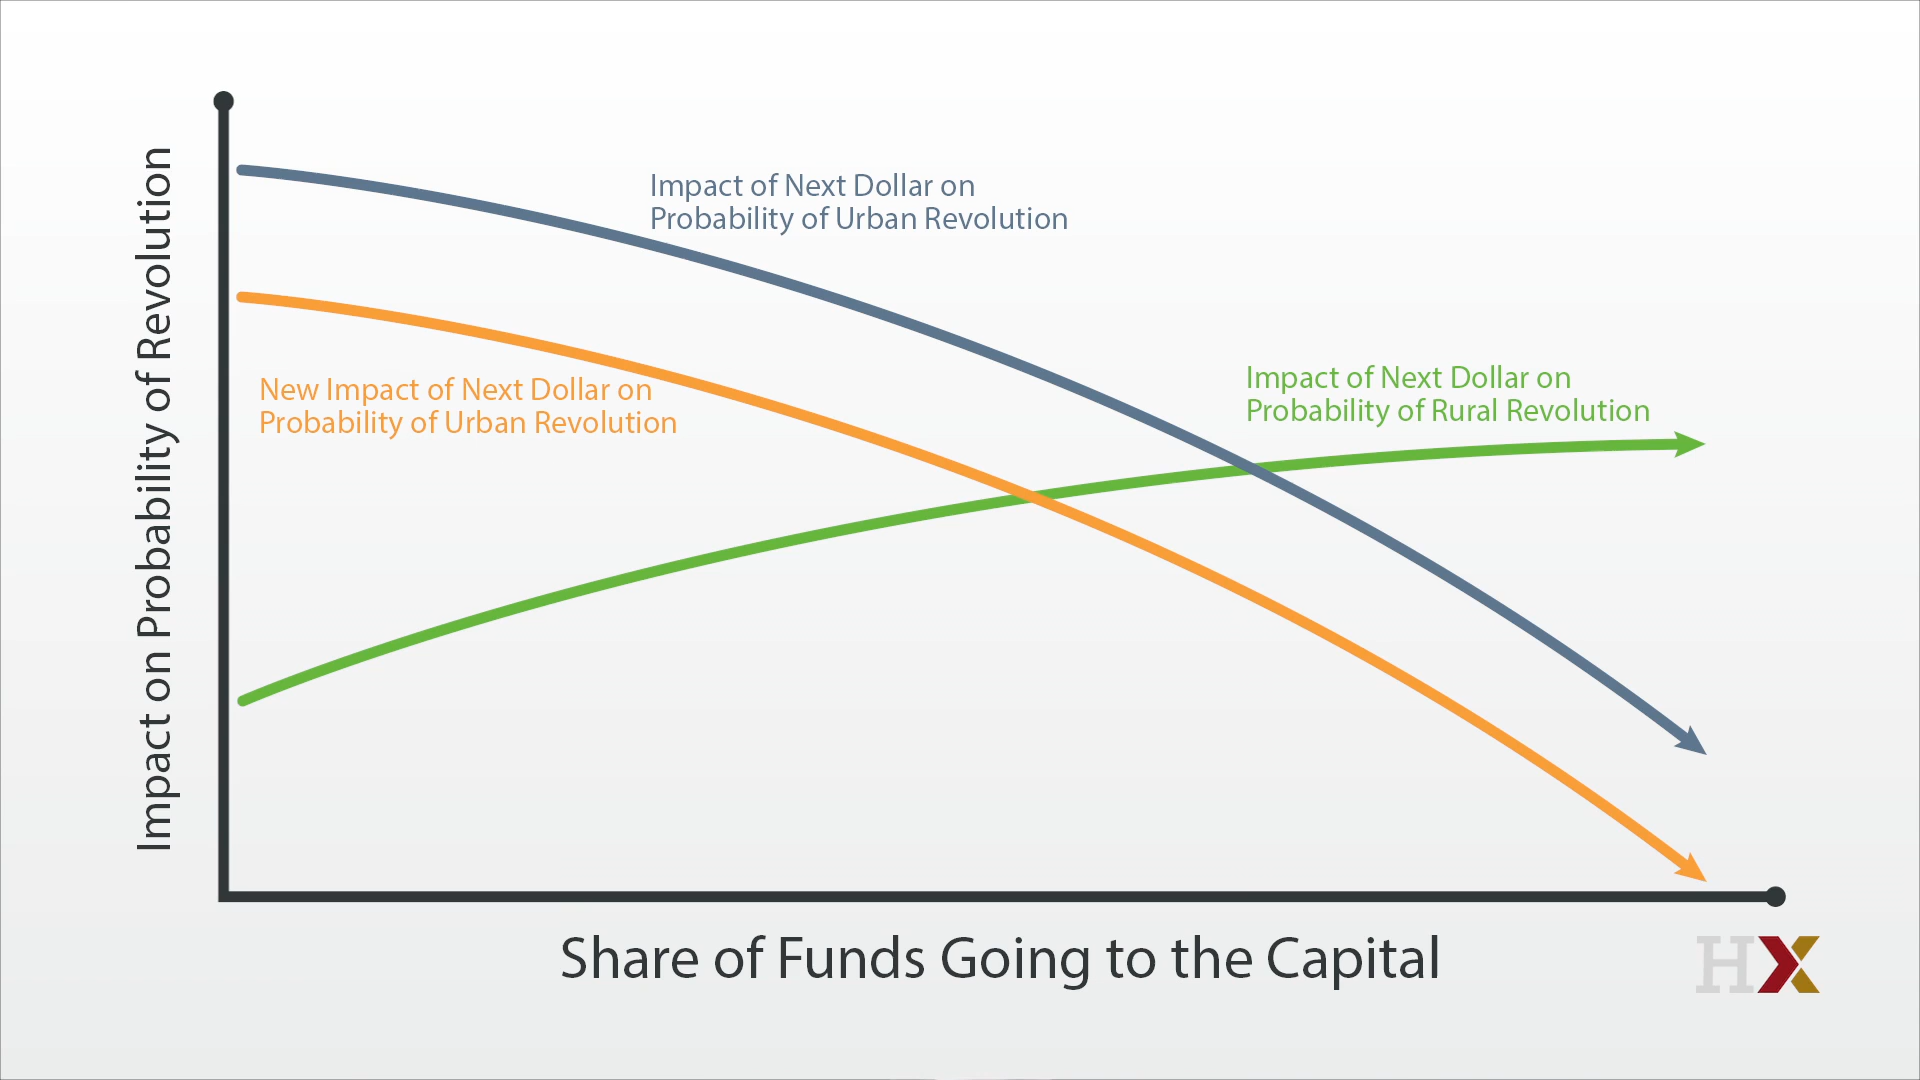 Impact on Probability of Revolution
Impact of Next Dollar on
Probability of Urban Revolution
New Impact of Next Dollar on
Probability of Urban Revolution
Impact of Next Dollar on
Probability of Rural Revolution
Share of Funds Going to the Capital
HX